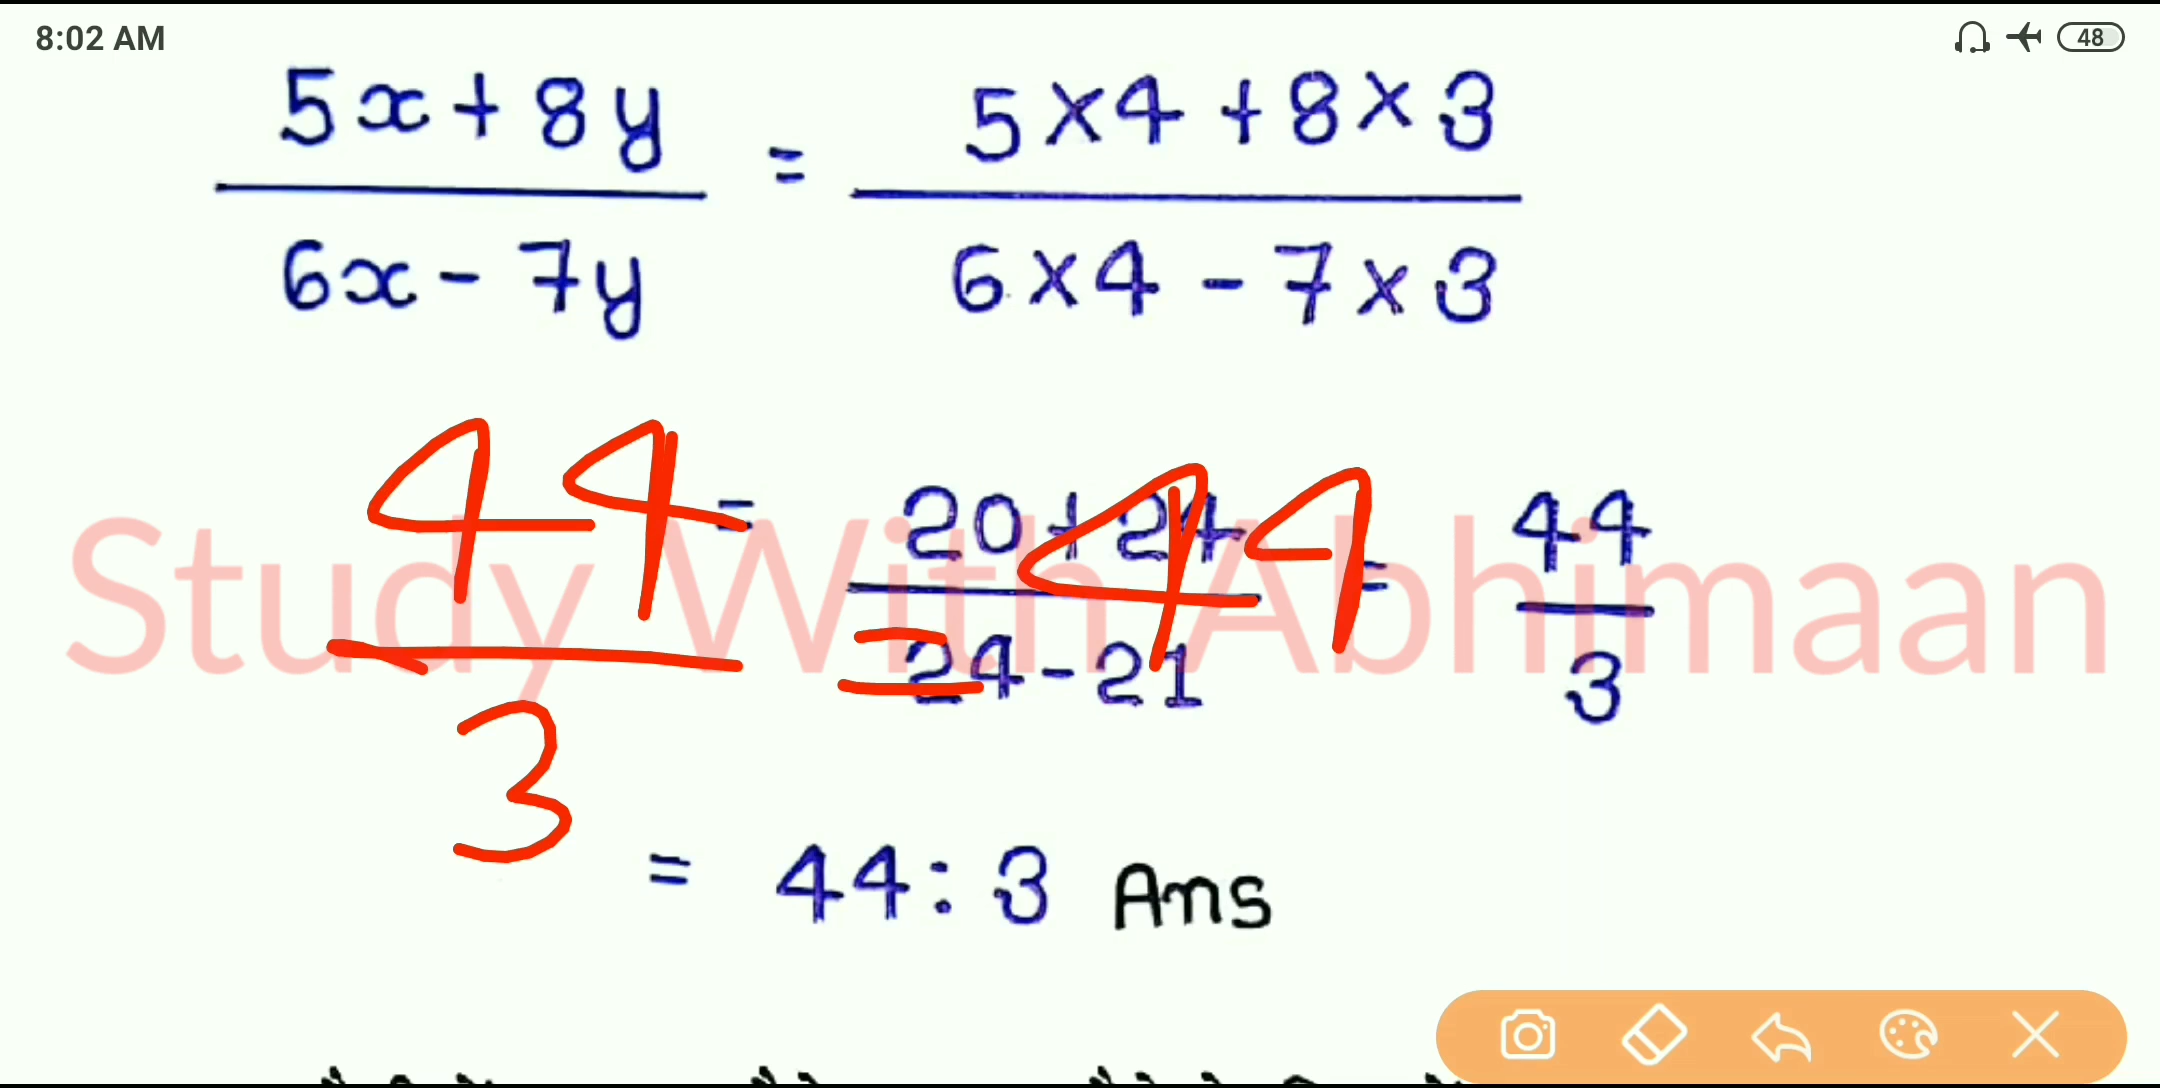 8:02 AM 48
5x + 8y / 6x - 7y = 5 × 4 + 8 × 3 / 6 × 4 - 7 × 3
44 / 3
= 20 + 24 / 24 - 21 = 44 / 3
44
Study With Abhimaan
= 44 : 3 Ans